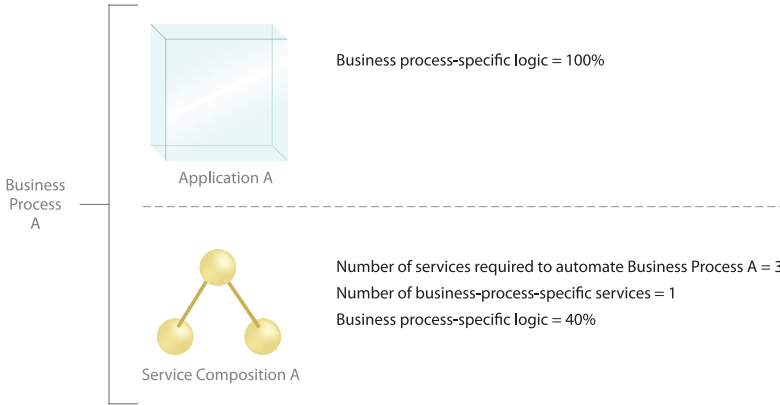 Business process-specific logic = 100%
Application A
Business
Process
A
Number of services required to automate Business Process A = 3
Number of business-process-specific services = 1
Business process-specific logic = 40%
Service Composition A